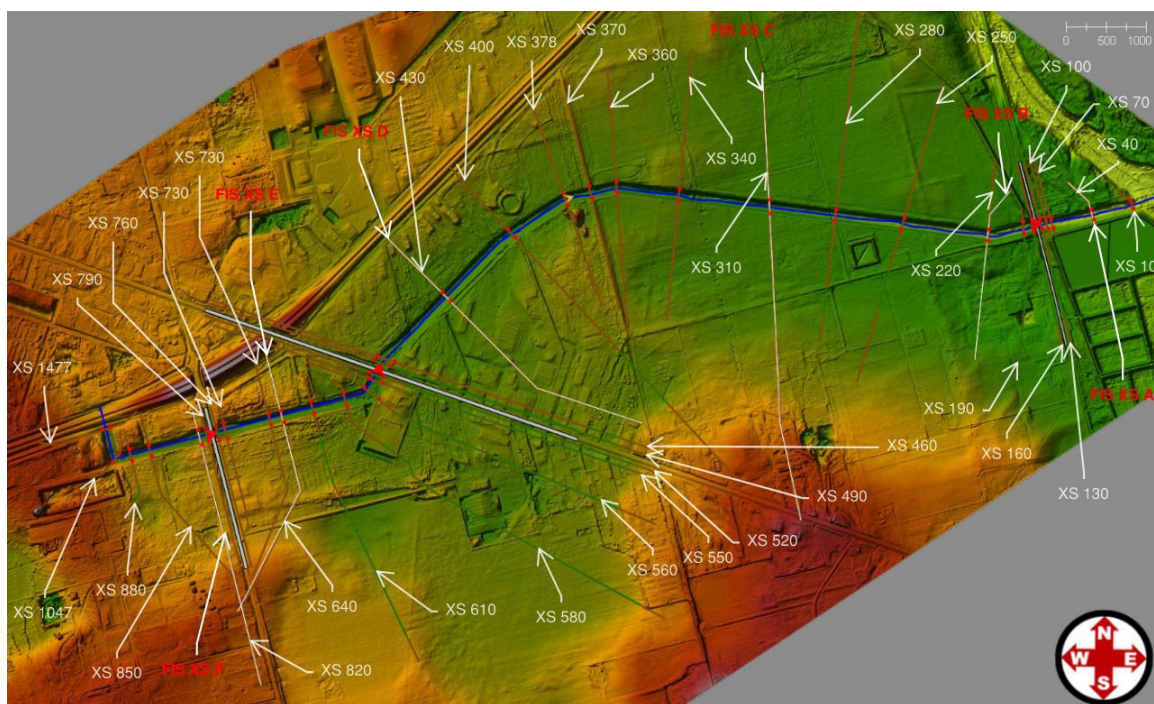 XS 370
XS 378
XS 400
XS 360
FIS XS C
XS 280
XS 250
0 500 1000
XS 100
XS 70
XS 430
FIS XS B
XS 40
FIS XS D
XS 340
XS 730
FIS XS E
XS 730
XS 760
XS 310
XS 220
XS 10
XS 790
XS 1477
FIS XS A
XS 190
XS 460
XS 160
XS 490
XS 130
XS 520
XS 550
XS 560
XS 880
XS 1047
XS 640
XS 610
XS 580
XS 850
FIS XS F
XS 820
N
W E
S